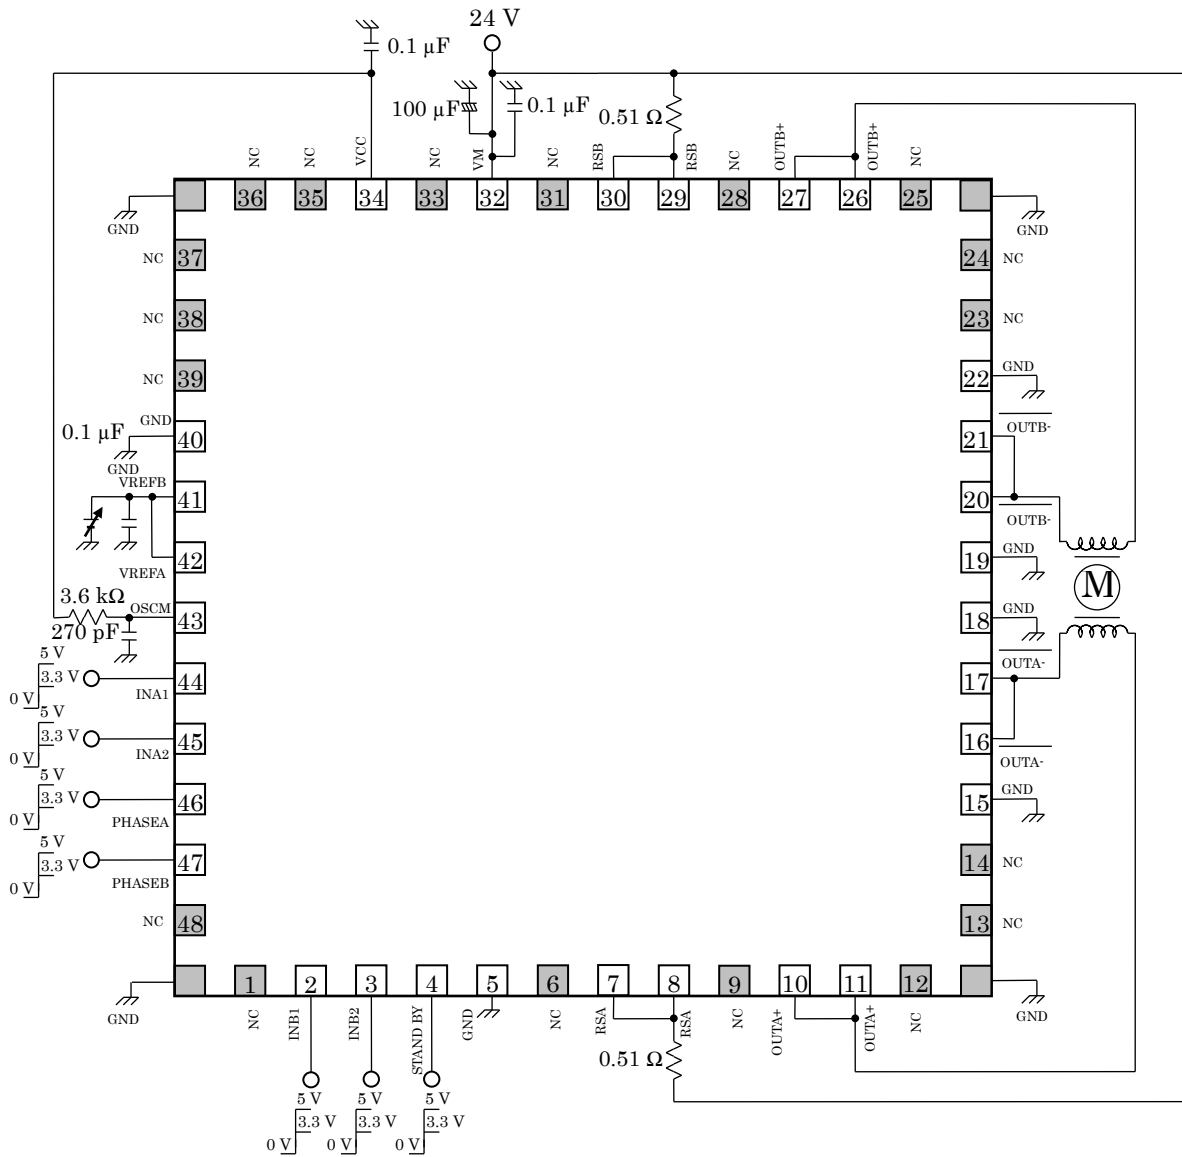 24 V
0.1 µF
100 µF
0.1 µF
0.51 Ω
NC
NC
VCC
NC
VM
NC
RSB
RSB
NC
OUTB+
OUTB+
NC
36
35
34
33
32
31
30
29
28
27
26
25
GND
GND
37
NC
24
NC
38
NC
23
NC
39
NC
22
GND
GND
0.1 µF
40
GND
21
OUTB-
VREFB
41
20
OUTB-
42
VREFA
19
GND
M
3.6 kΩ
OSCM
43
270 pF
18
GND
5 V
3.3 V
0 V
INA1
44
17
OUTA-
5 V
3.3 V
0 V
INA2
45
16
OUTA-
5 V
3.3 V
0 V
PHASEA
46
15
GND
5 V
3.3 V
0 V
PHASEB
47
14
NC
NC
48
13
NC
GND
GND
1
2
3
4
5
6
7
8
9
10
11
12
NC
INB1
INB2
STAND BY
GND
NC
RSA
RSA
NC
OUTA+
OUTA+
NC
0.51 Ω
5 V
3.3 V
0 V
5 V
3.3 V
0 V
5 V
3.3 V
0 V